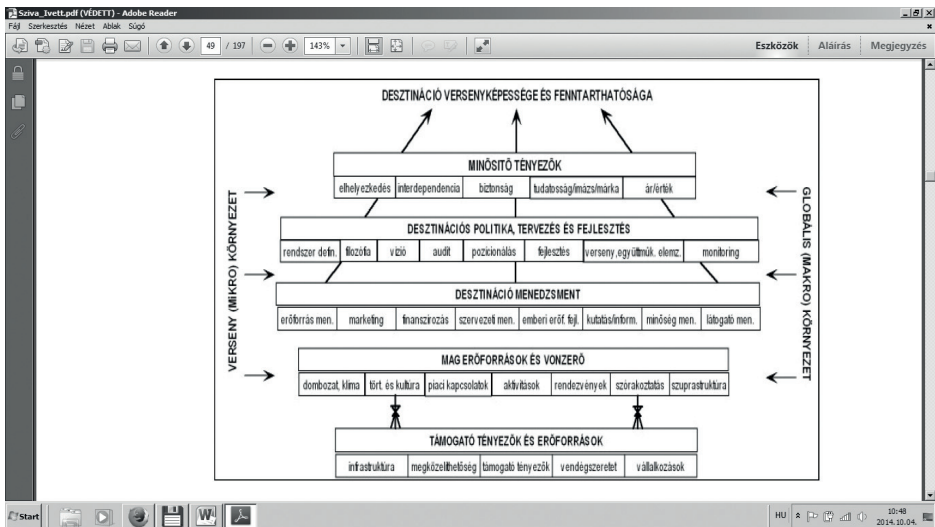 Sziva_Ivett.pdf (VÉDETT) - Adobe Reader
Fájl Szerkesztés Nézet Ablak Súgó
49 / 197 143% Eszközök Aláírás Megjegyzés
DESZTINÁCIÓ VERSENYKÉPESSÉGE ÉS FENNTARTHATÓSÁGA
MINŐSITŐ TÉNYEZŐK
elhelyezkedés interdependencia biztonság tudatosság/imázs/márka ár/érték
DESZTINÁCIÓS POLITIKA, TERVEZÉS ÉS FEJLESZTÉS
rendszer defin. filozófia vízió audit pozicionálás fejlesztés verseny,együttmük. elemz. monitoring
DESZTINÁCIÓ MENEDZSMENT
erőforrás men. marketing finanszírozás szervezeti men. emberi erőf. fejl. kutatás/inform. minőség men. látogató men.
MAG ERŐFORRÁSOK ÉS VONZERŐ
dombozat, klíma tört. és kultúra piaci kapcsolatok aktivitások rendezvények szórakoztatás szuprastruktúra
TÁMOGATÓ TÉNYEZŐK ÉS ERŐFORRÁSOK
infrastruktúra megközelíthetőség támogató tényezők vendégszeretet vállalkozások
VERSENY (MIKRO) KÖRNYEZET
GLOBÁLIS (MAKRO) KÖRNYEZET
Start
HU
10:48
2014.10.04.